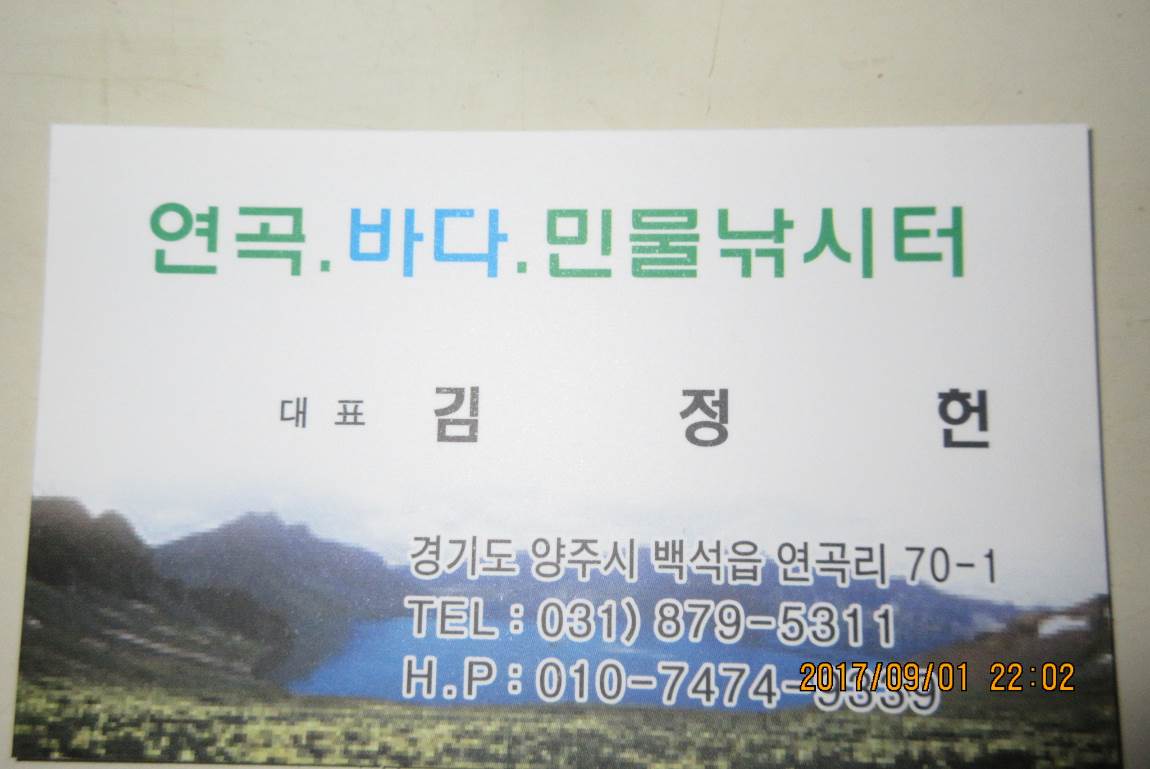 연곡.바다.민물낚시터
대표 김정헌
경기도 양주시 백석읍 연곡리 70-1
TEL : 031) 879-5311
H.P : 010-7474-
2017/09/01 22:02